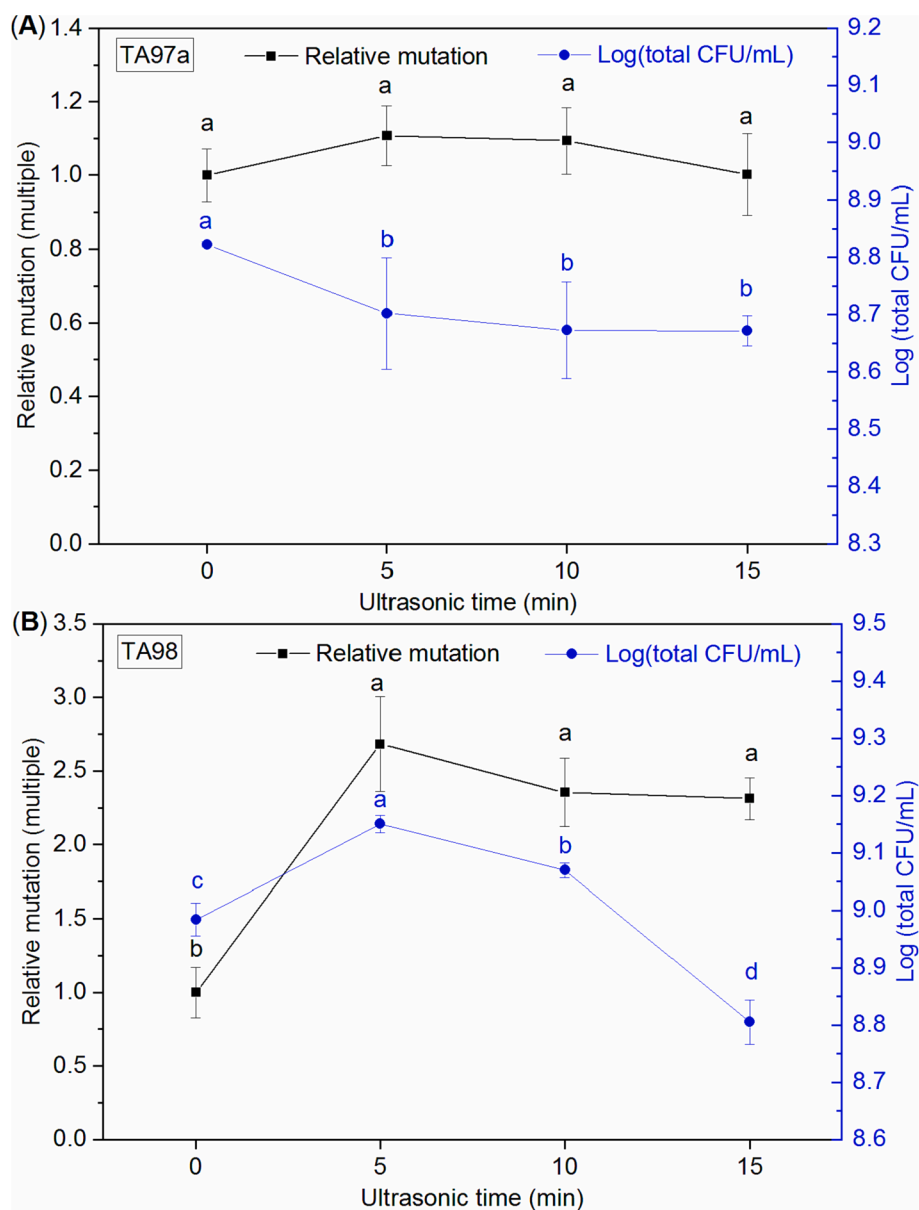 (A)
TA97a
Relative mutation
Log(total CFU/mL)
1.4
1.2
1.0
0.8
0.6
0.4
0.2
0.0
Relative mutation (multiple)
a
a
a
a
a
b
b
b
9.2
9.1
9.0
8.9
8.8
8.7
8.6
8.5
8.4
8.3
Log (total CFU/mL)
0
5
10
15
Ultrasonic time (min)
(B)
TA98
Relative mutation
Log(total CFU/mL)
3.5
3.0
2.5
2.0
1.5
1.0
0.5
0.0
Relative mutation (multiple)
b
a
a
a
c
a
b
d
9.5
9.4
9.3
9.2
9.1
9.0
8.9
8.8
8.7
8.6
Log (total CFU/mL)
0
5
10
15
Ultrasonic time (min)